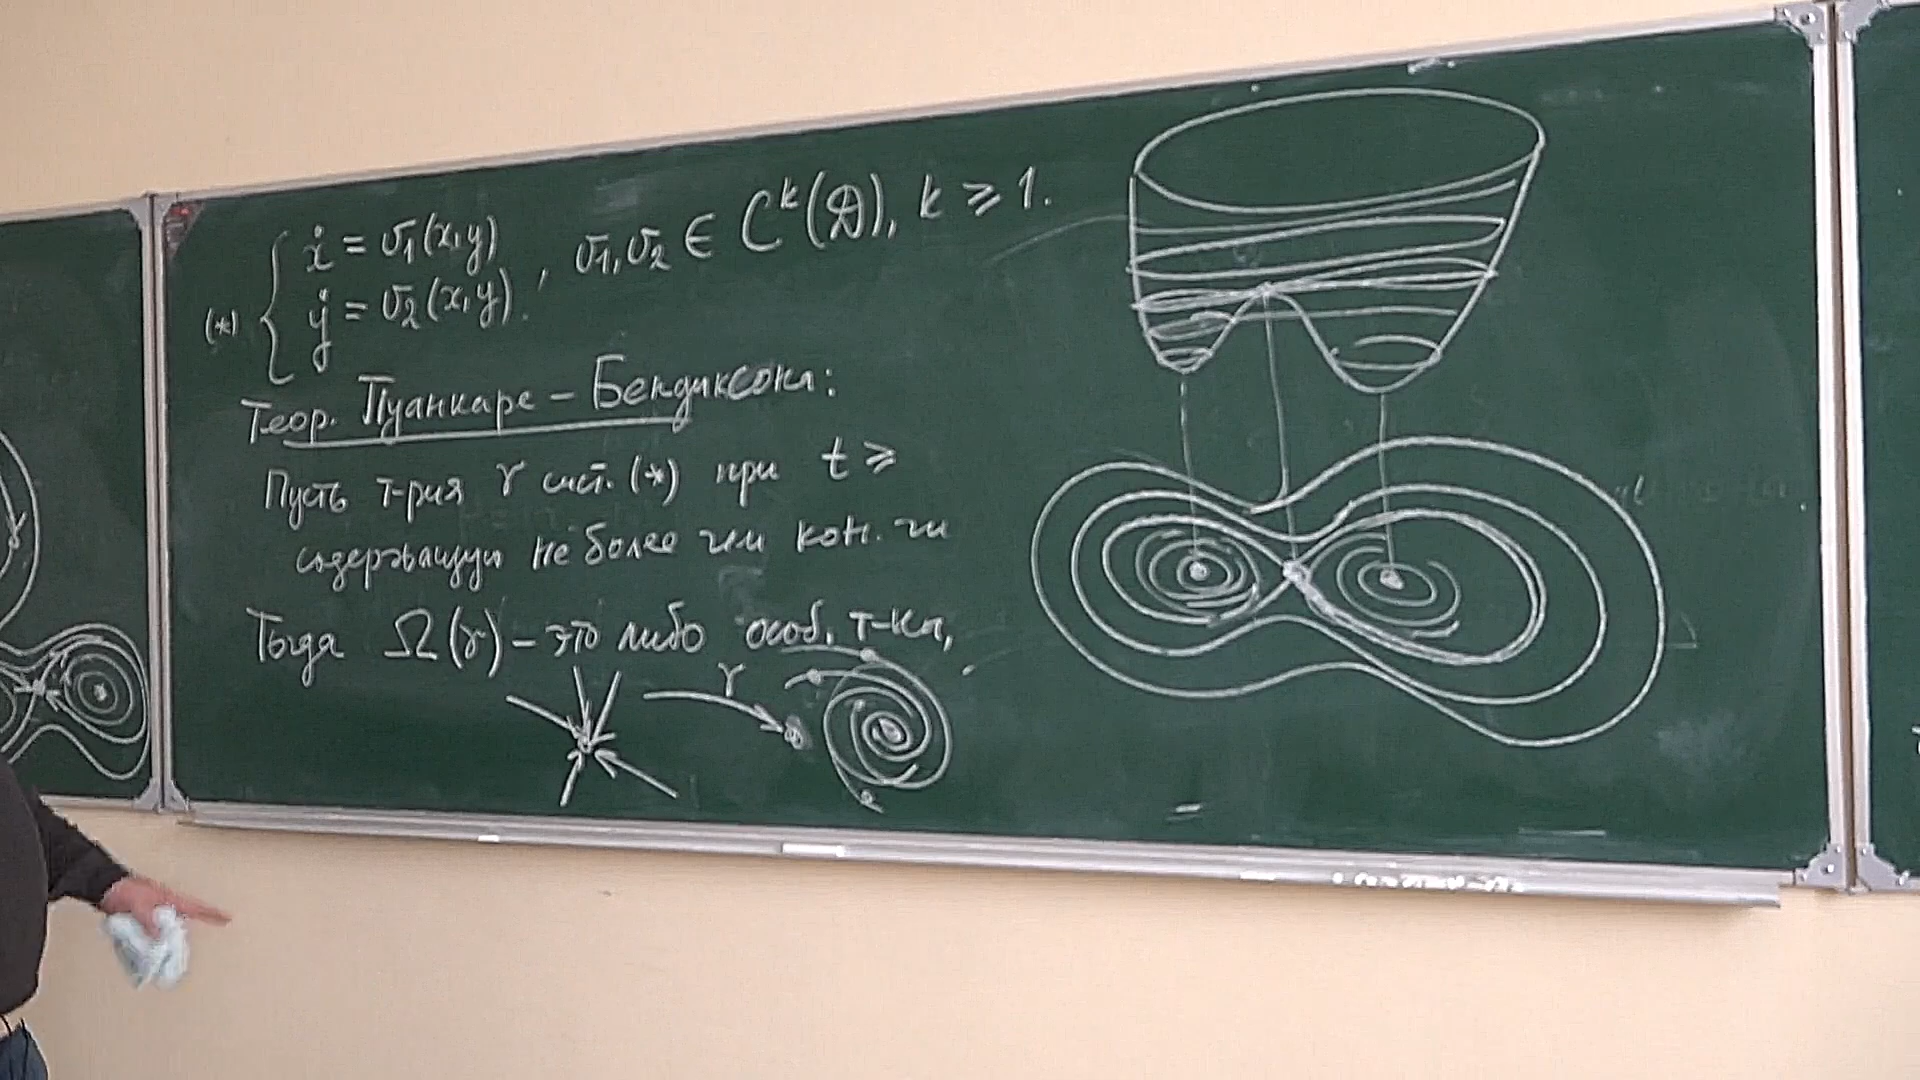 (*) { ẋ = v₁(x,y)
ẏ = v₂(x,y). , v₁, v₂ ∈ Cᵏ(D), k ⩾ 1.
Теор. Пуанкаре – Бендиксона:
Пусть т-рия γ сист. (*) при t ⩾
содержащую не более чем кон. чи
Тогда Ω(γ) – это либо особ. т-ка,
γ
γ